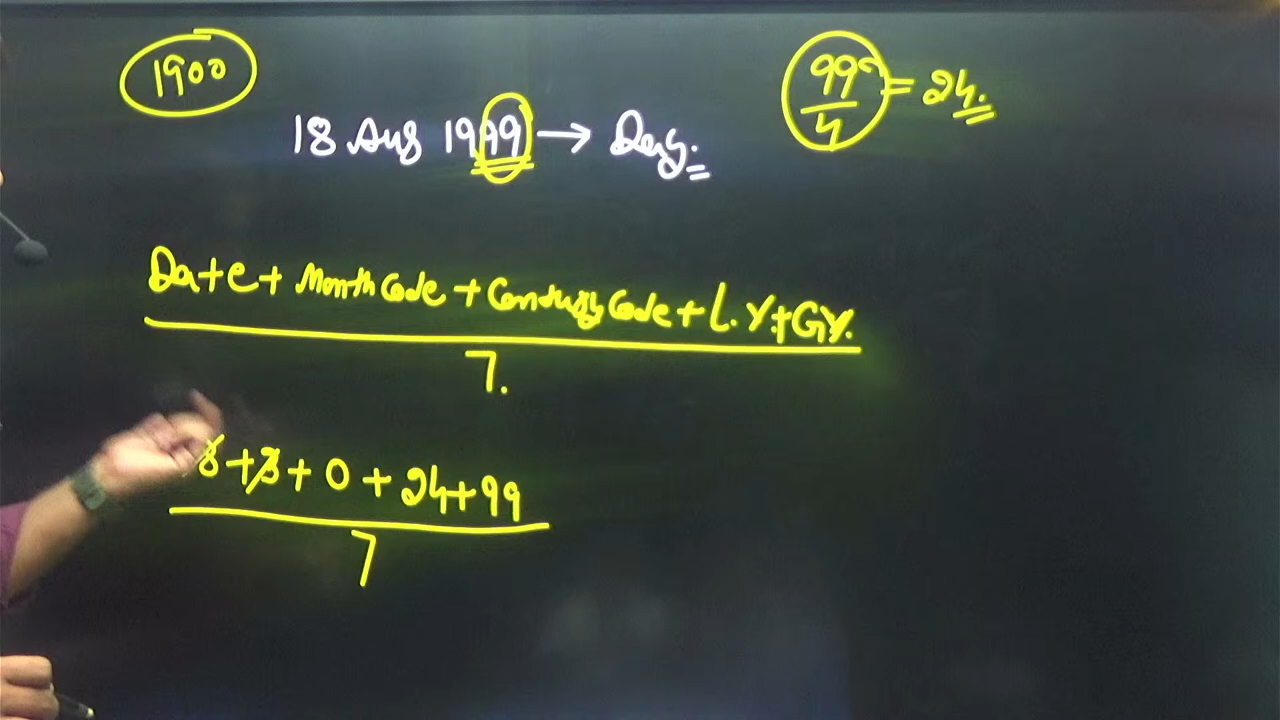 1900
99 = 24.
4
18 Aug 1999 → Day.
Date + Month Code + Century Code + L.Y + GY.
7.
8 + 3 + 0 + 24 + 99
7